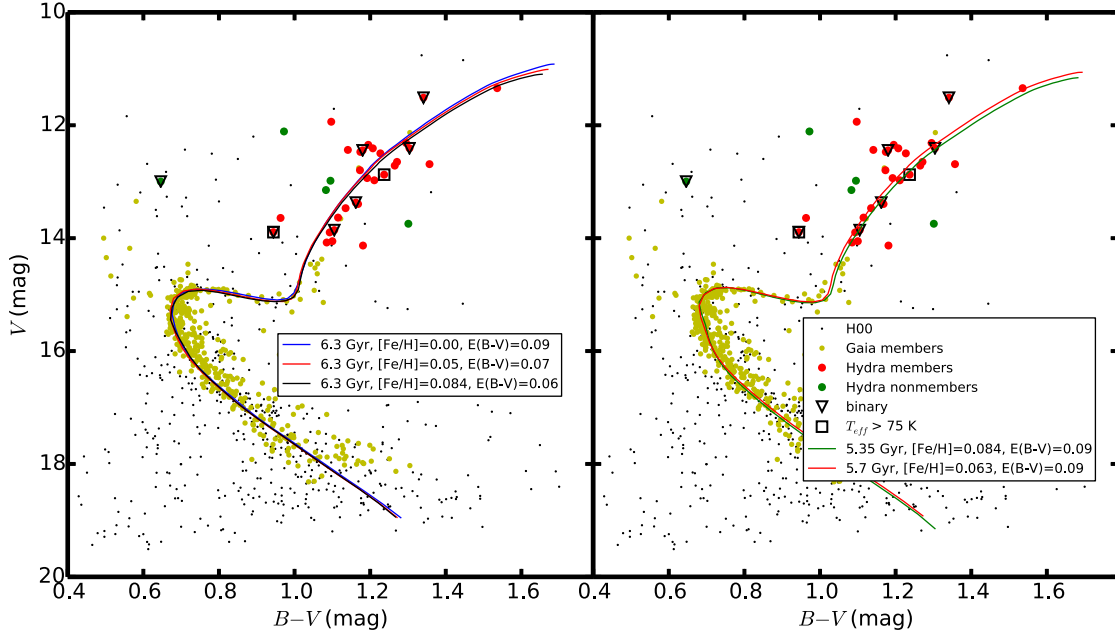 10
12
14
16
18
20
V (mag)
6.3 Gyr, [Fe/H]=0.00, E(B-V)=0.09
6.3 Gyr, [Fe/H]=0.05, E(B-V)=0.07
6.3 Gyr, [Fe/H]=0.084, E(B-V)=0.06
0.4 0.6 0.8 1.0 1.2 1.4 1.6
B−V (mag)
H00
Gaia members
Hydra members
Hydra nonmembers
binary
T_eff > 75 K
5.35 Gyr, [Fe/H]=0.084, E(B-V)=0.09
5.7 Gyr, [Fe/H]=0.063, E(B-V)=0.09
0.4 0.6 0.8 1.0 1.2 1.4 1.6
B−V (mag)